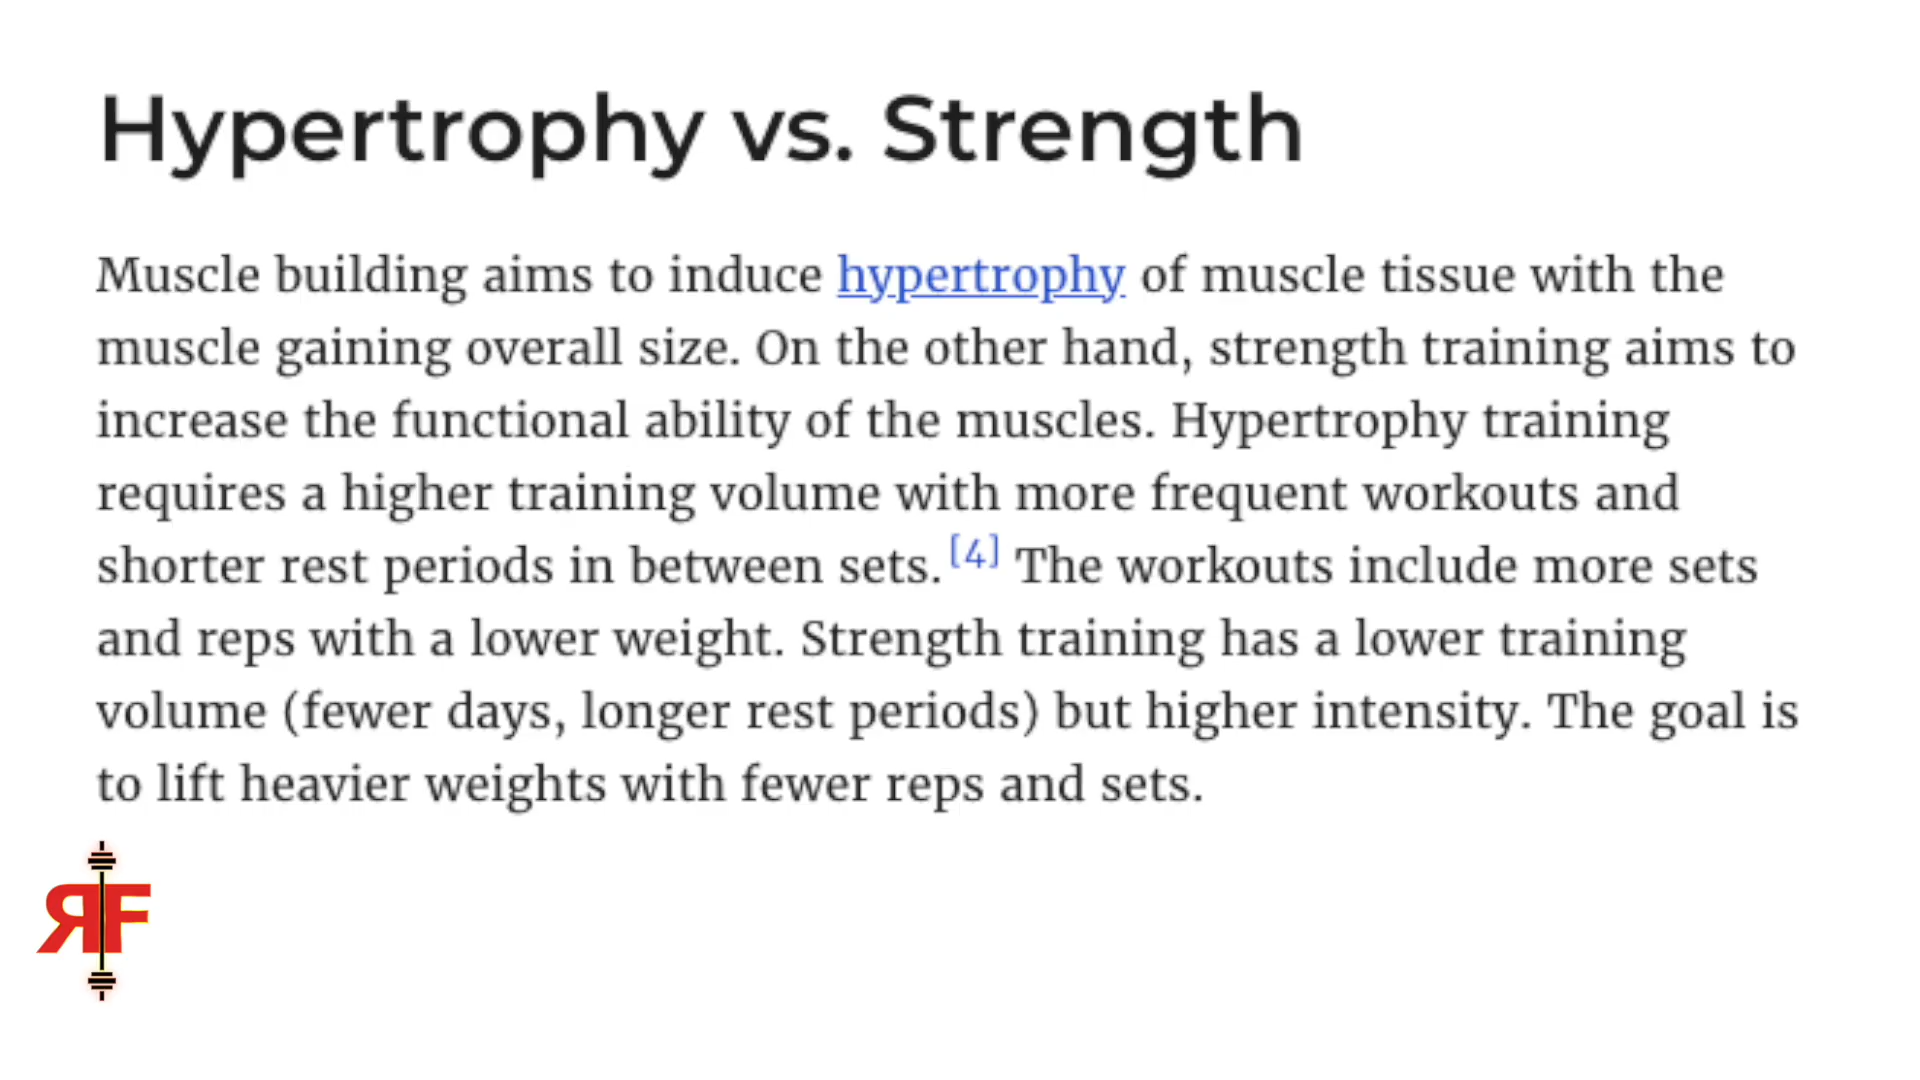 Hypertrophy vs. Strength
Muscle building aims to induce hypertrophy of muscle tissue with the
muscle gaining overall size. On the other hand, strength training aims to
increase the functional ability of the muscles. Hypertrophy training
requires a higher training volume with more frequent workouts and
shorter rest periods in between sets. [4] The workouts include more sets
and reps with a lower weight. Strength training has a lower training
volume (fewer days, longer rest periods) but higher intensity. The goal is
to lift heavier weights with fewer reps and sets.
RF